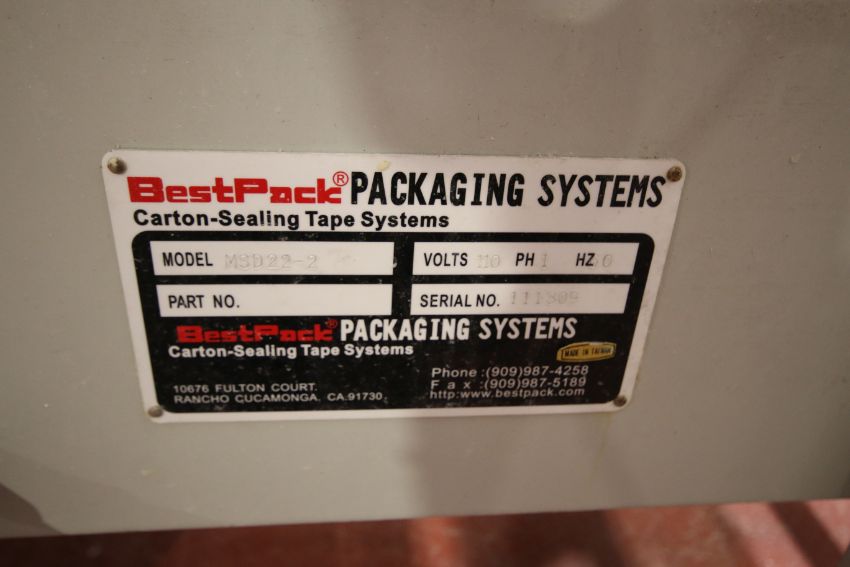 BestPack® PACKAGING SYSTEMS
Carton-Sealing Tape Systems
MODEL MSD22-2
VOLTS 110 PH 1 HZ 60
PART NO.
SERIAL NO. 111809
BestPack® PACKAGING SYSTEMS
Carton-Sealing Tape Systems
MADE IN TAIWAN
10676 FULTON COURT.
RANCHO CUCAMONGA. CA.91730
Phone:(909)987-4258
Fax:(909)987-5189
http:www.bestpack.com